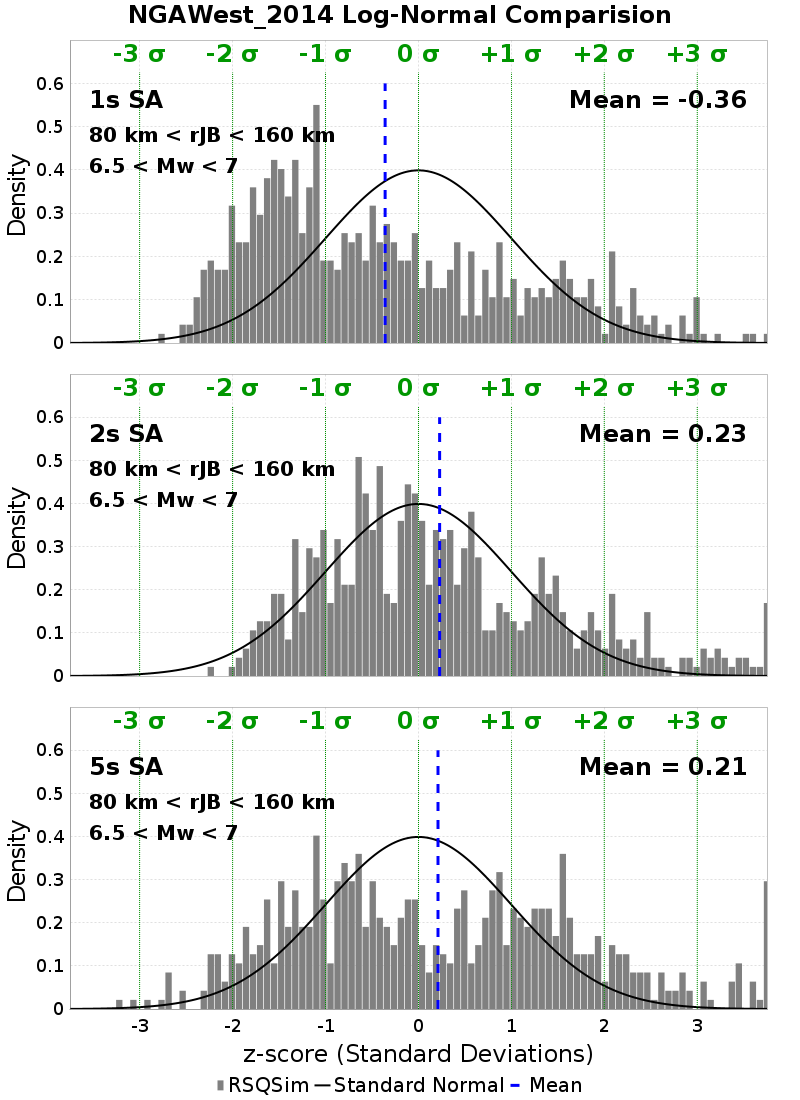 NGAWest_2014 Log-Normal Comparision
-3 σ -2 σ -1 σ 0 σ +1 σ +2 σ +3 σ
1s SA Mean = -0.36
80 km < rJB < 160 km
6.5 < Mw < 7
Density
0.6
0.5
0.4
0.3
0.2
0.1
0
-3 σ -2 σ -1 σ 0 σ +1 σ +2 σ +3 σ
2s SA Mean = 0.23
80 km < rJB < 160 km
6.5 < Mw < 7
Density
0.6
0.5
0.4
0.3
0.2
0.1
0
-3 σ -2 σ -1 σ 0 σ +1 σ +2 σ +3 σ
5s SA Mean = 0.21
80 km < rJB < 160 km
6.5 < Mw < 7
Density
0.6
0.5
0.4
0.3
0.2
0.1
0
-3 -2 -1 0 1 2 3
z-score (Standard Deviations)
RSQSim Standard Normal Mean